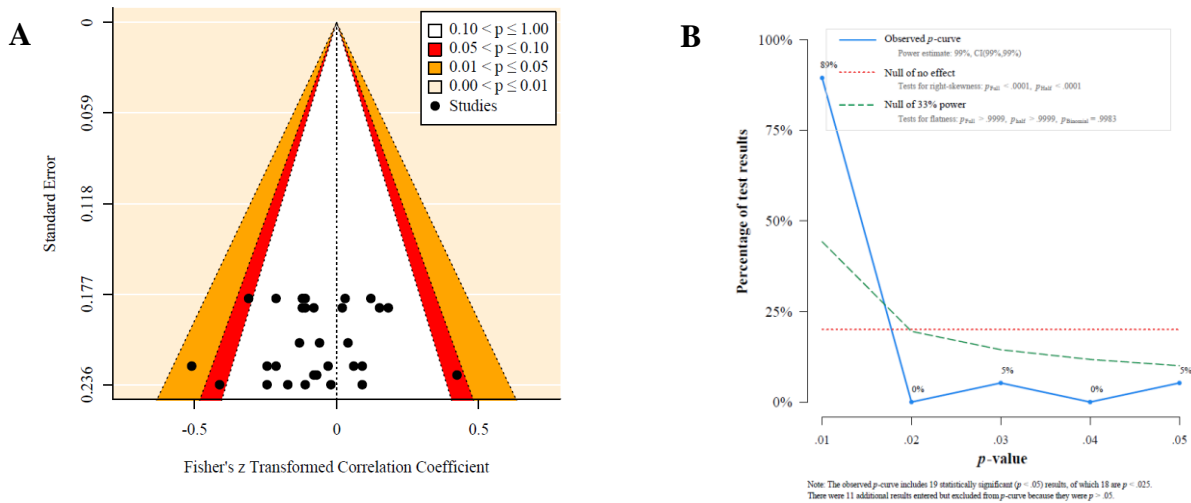 A
0
0.059
0.118
0.177
0.236
Standard Error
-0.5
0
0.5
Fisher's z Transformed Correlation Coefficient
0.10 < p ≤ 1.00
0.05 < p ≤ 0.10
0.01 < p ≤ 0.05
0.00 < p ≤ 0.01
Studies
B
100%
75%
50%
25%
0%
Percentage of test results
Observed p-curve
Power estimate: 99%, CI(99%,99%)
Null of no effect
Tests for right-skewness: pFull < .0001, pHalf < .0001
Null of 33% power
Tests for flatness: pFull > .9999, phalf > .9999, pBinomial = .9983
89%
0%
5%
0%
5%
.01
.02
.03
.04
.05
p-value
Note: The observed p-curve includes 19 statistically significant (p < .05) results, of which 18 are p < .025.
There were 11 additional results entered but excluded from p-curve because they were p > .05.